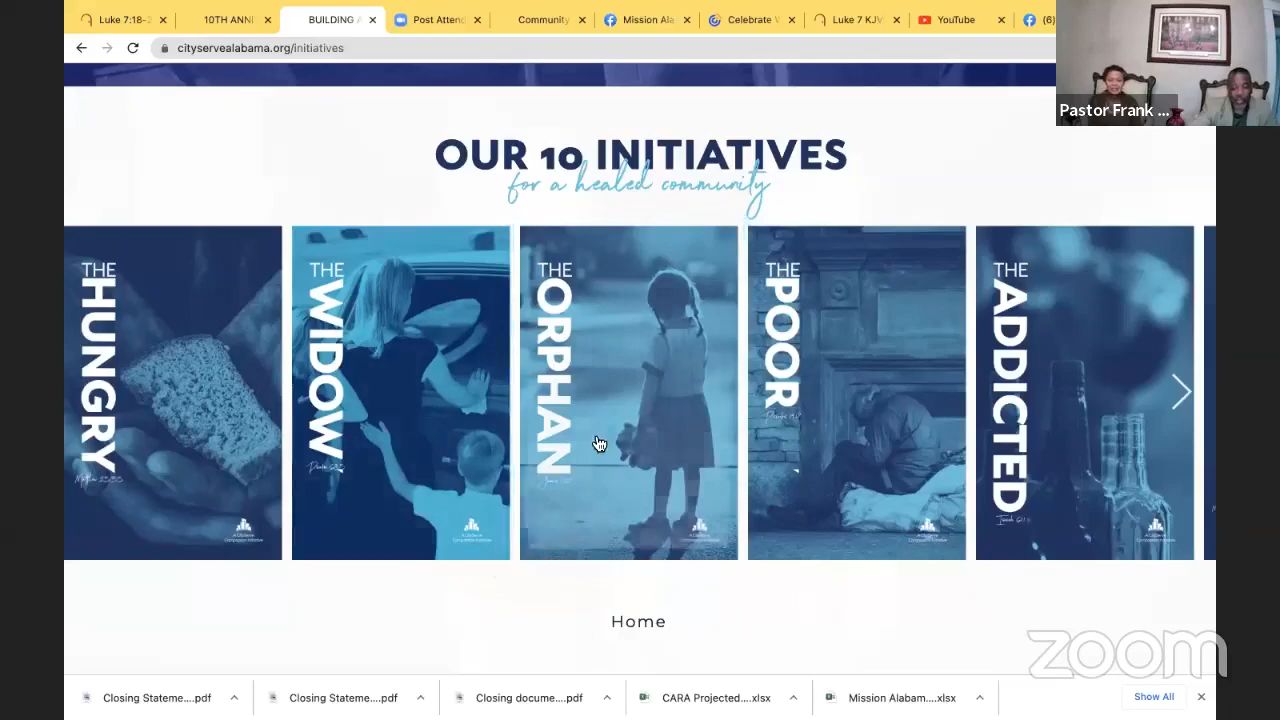 Luke 7:18-2
10TH ANNI
BUILDING A
Post Attend
Community
Mission Ala
Celebrate V
Luke 7 KJV
YouTube
(6)
cityservealabama.org/initiatives
Pastor Frank ...
OUR 10 INITIATIVES
for a healed community
THE HUNGRY
THE WIDOW
THE ORPHAN
THE POOR
THE ADDICTED
Home
zoom
Closing Stateme....pdf
Closing Stateme....pdf
Closing docume....pdf
CARA Projected....xlsx
Mission Alabam....xlsx
Show All